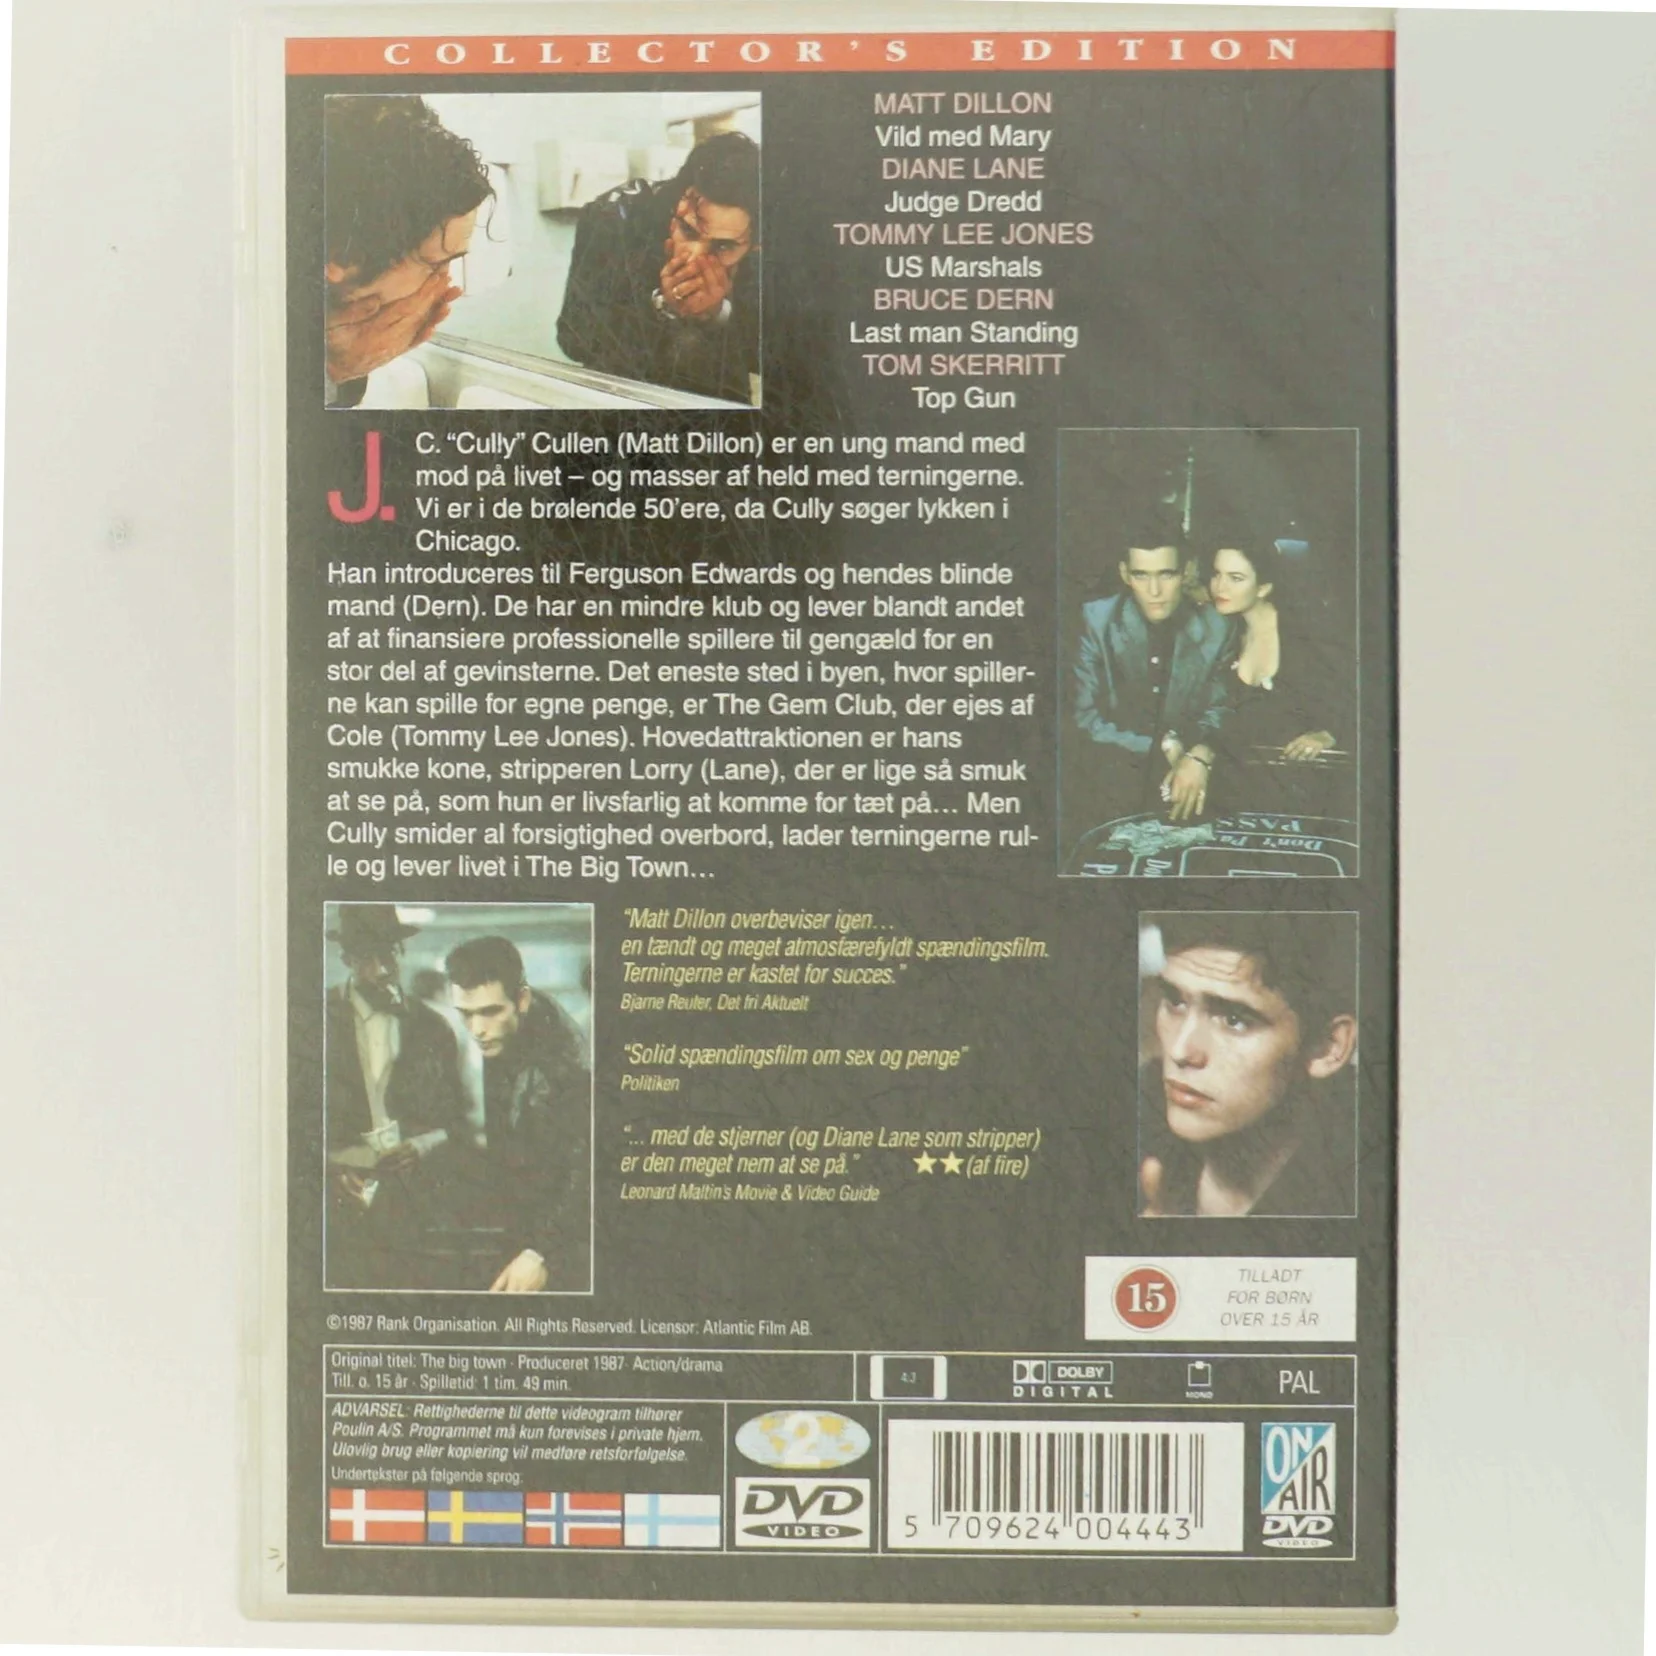 COLLECTOR'S EDITION
MATT DILLON
Vild med Mary
DIANE LANE
Judge Dredd
TOMMY LEE JONES
US Marshals
BRUCE DERN
Last man Standing
TOM SKERRITT
Top Gun
J.C. “Cully” Cullen (Matt Dillon) er en ung mand med
mod på livet – og masser af held med terningerne.
Vi er i de brølende 50’ere, da Cully søger lykken i
Chicago.
Han introduceres til Ferguson Edwards og hendes blinde
mand (Dern). De har en mindre klub og lever blandt andet
af at finansiere professionelle spillere til gengæld for en
stor del af gevinsterne. Det eneste sted i byen, hvor spiller-
ne kan spille for egne penge, er The Gem Club, der ejes af
Cole (Tommy Lee Jones). Hovedattraktionen er hans
smukke kone, stripperen Lorry (Lane), der er lige så smuk
at se på, som hun er livsfarlig at komme for tæt på... Men
Cully smider al forsigtighed overbord, lader terningerne rul-
le og lever livet i The Big Town...
PASS
Don't Pa
“Matt Dillon overbeviser igen...
en tændt og meget atmosfærefyldt spændingsfilm.
Terningerne er kastet for succes.”
Bjarne Reuter, Det fri Aktuelt
“Solid spændingsfilm om sex og penge”
Politiken
“... med de stjerner (og Diane Lane som stripper)
er den meget nem at se på.” ★★(af fire)
Leonard Maltin's Movie & Video Guide
15
TILLADT
FOR BØRN
OVER 15 ÅR
©1987 Rank Organisation. All Rights Reserved. Licensor: Atlantic Film AB.
Original titel: The big town · Produceret 1987· Action/drama
Till. o. 15 år · Spilletid: 1 tim. 49 min.
4:3
DOLBY
DIGITAL
MONO
PAL
ADVARSEL: Rettighederne til dette videogram tilhører
Poulin A/S. Programmet må kun forevises i private hjem.
Ulovlig brug eller kopiering vil medføre retsforfølgelse.
Undertekster på følgende sprog:
2
DVD
VIDEO
5 709624 004443
ON
AIR
DVD
VIDEO